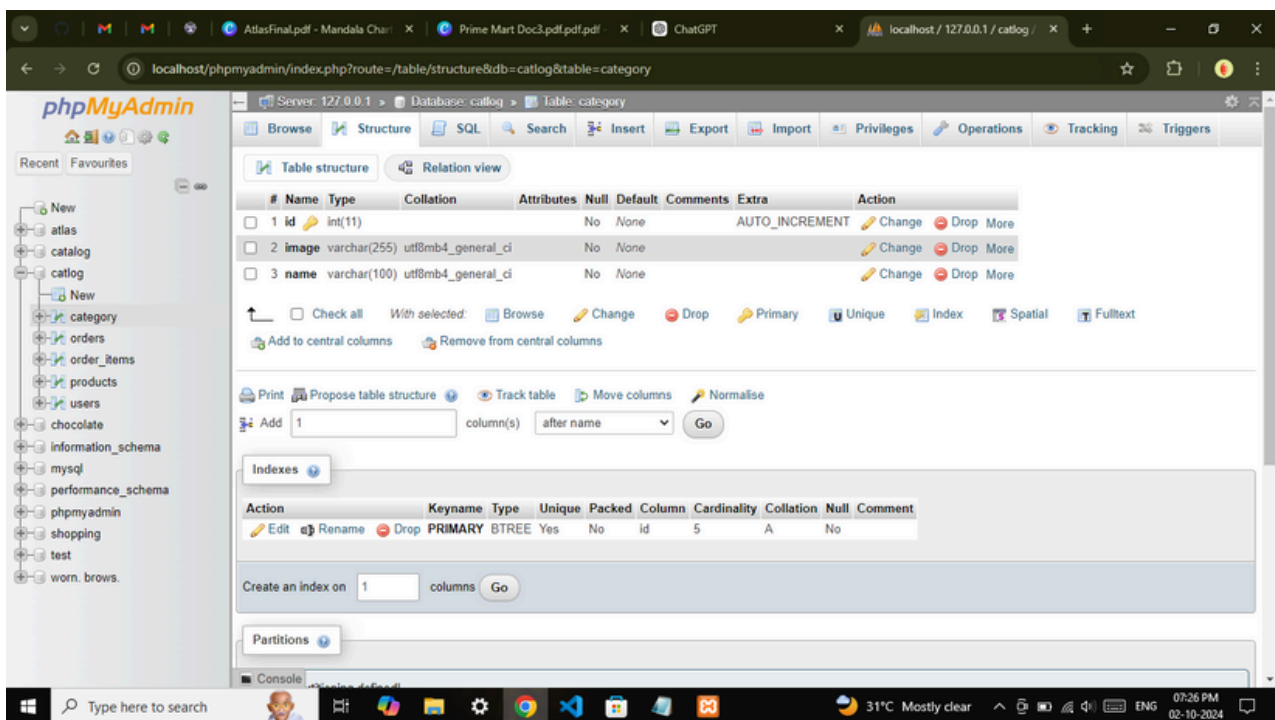 AtlasFinal.pdf - Mandala Chart
Prime Mart Doc3.pdf.pdf.pdf -
ChatGPT
localhost / 127.0.0.1 / catlog /
localhost/phpmyadmin/index.php?route=/table/structure&db=catlog&table=category
phpMyAdmin
Recent Favourites
New
atlas
catalog
catlog
New
category
orders
order_items
products
users
chocolate
information_schema
mysql
performance_schema
phpmyadmin
shopping
test
worn. brows.
Server: 127.0.0.1 » Database: catlog » Table: category
Browse Structure SQL Search Insert Export Import Privileges Operations Tracking Triggers
Table structure Relation view
# Name Type Collation Attributes Null Default Comments Extra Action
1 id int(11) No None AUTO_INCREMENT Change Drop More
2 image varchar(255) utf8mb4_general_ci No None Change Drop More
3 name varchar(100) utf8mb4_general_ci No None Change Drop More
Check all With selected: Browse Change Drop Primary Unique Index Spatial Fulltext
Add to central columns Remove from central columns
Print Propose table structure Track table Move columns Normalise
Add 1 column(s) after name Go
Indexes
Action Keyname Type Unique Packed Column Cardinality Collation Null Comment
Edit Rename Drop PRIMARY BTREE Yes No id 5 A No
Create an index on 1 columns Go
Partitions
Console
Type here to search
31°C Mostly clear
ENG
07:26 PM
02-10-2024